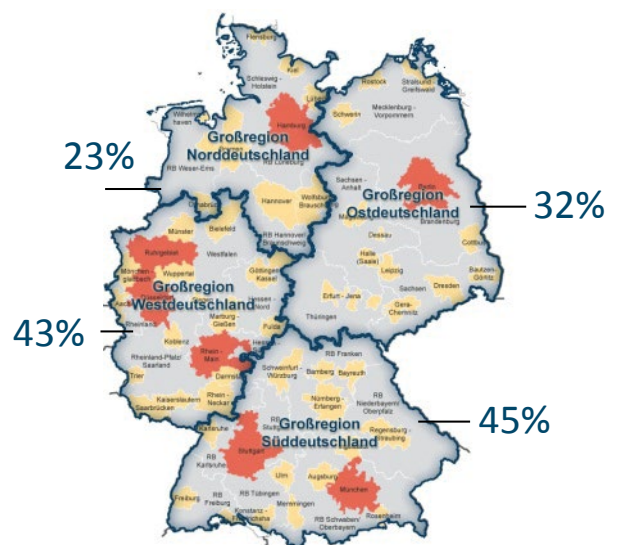 Flensburg
Kiel
Schleswig -
Holstein
Lübeck
Rostock
Stralsund -
Greifswald
Mecklenburg -
Vorpommern
Schwerin
Wilhelms-
haven
Hamburg
Großregion
Norddeutschland
RB Weser-Ems
RB Lüneburg
23%
Sachsen -
Anhalt
Berlin
Großregion
Ostdeutschland
Brandenburg
32%
Hannover
Wolfsburg
Braunschweig
Osnabrück
RB Hannover/
Braunschweig
Münster
Bielefeld
Magdeburg
Dessau
Cottbus
Ruhrgebiet
Westfalen
Halle
(Saale)
Leipzig
Bautzen-
Görlitz
Mönchen-
gladbach
Wuppertal
Göttingen
Kassel
Großregion
Westdeutschland
Erfurt - Jena
Sachsen
Dresden
Gera-
Chemnitz
Thüringen
43%
Rheinland
Marburg -
Gießen
Fulda
Koblenz
Rheinland-Pfalz/
Saarland
Rhein -
Main
Trier
Darmstadt
Kaiserslautern
Saarbrücken
Rhein -
Neckar
RB Franken
Schweinfurt -
Würzburg
Bamberg
Bayreuth
Nürnberg -
Erlangen
RB
Niederbayern/
Oberpfalz
45%
Karlsruhe
RB
Stuttgart
Großregion
Süddeutschland
Regensburg -
Straubing
Stuttgart
RB
Karlsruhe
Ulm
Augsburg
München
Freiburg
RB
Freiburg
RB Tübingen
Memmingen
Konstanz -
RB Schwaben/
Oberbayern
Rosenheim